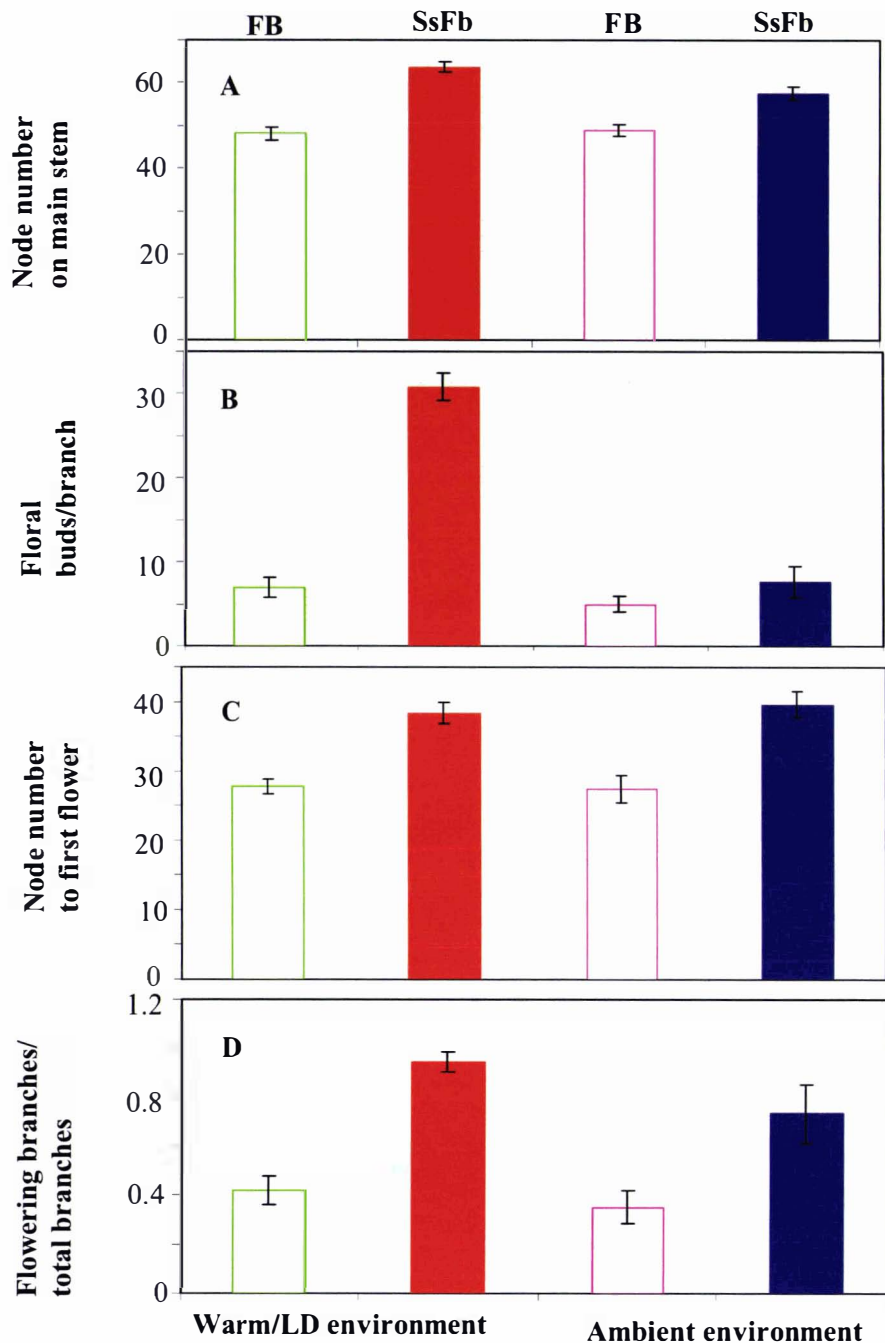 FB SsFb FB SsFb
A
Node number
on main stem
60
40
20
0
B
Floral
buds/branch
30
20
10
0
C
Node number
to first flower
40
30
20
10
0
D
Flowering branches/
total branches
1.2
0.8
0.4
0
Warm/LD environment Ambient environment